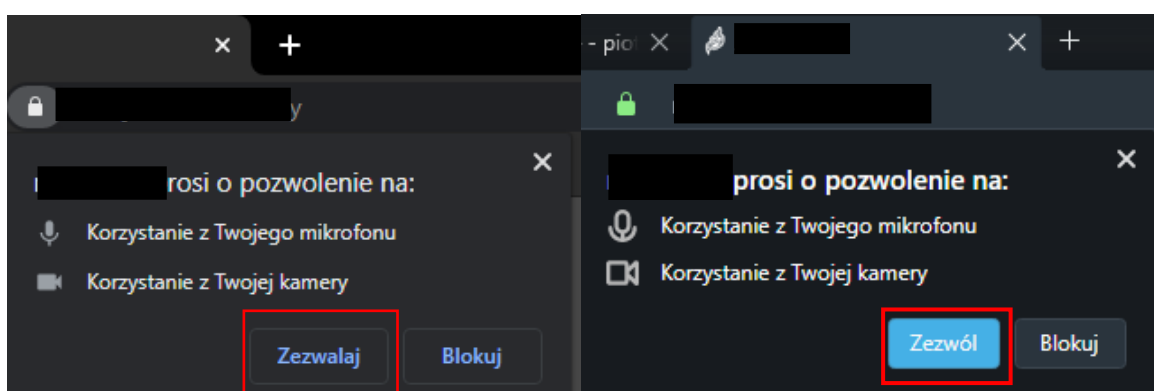 y
rosi o pozwolenie na:
Korzystanie z Twojego mikrofonu
Korzystanie z Twojej kamery
Zezwalaj Blokuj
- pio
prosi o pozwolenie na:
Korzystanie z Twojego mikrofonu
Korzystanie z Twojej kamery
Zezwól Blokuj